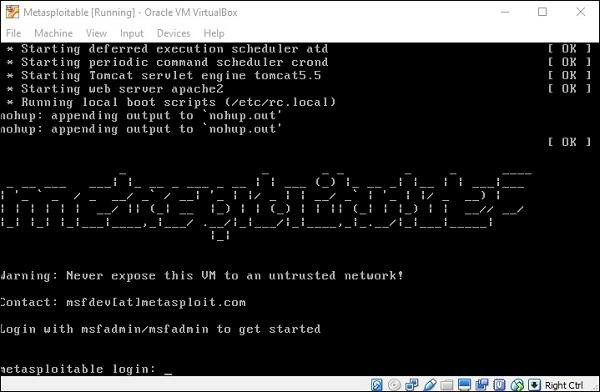 Metasploitable [Running] - Oracle VM VirtualBox
File Machine View Input Devices Help
* Starting deferred execution scheduler atd [ OK ]
* Starting periodic command scheduler crond [ OK ]
* Starting Tomcat servlet engine tomcat5.5 [ OK ]
* Starting web server apache2 [ OK ]
* Running local boot scripts (/etc/rc.local)
nohup: appending output to `nohup.out'
nohup: appending output to `nohup.out'
[ OK ]
metasploitable2
Warning: Never expose this VM to an untrusted network!
Contact: msfdev[at]metasploit.com
Login with msfadmin/msfadmin to get started
metasploitable login: _
Right Ctrl